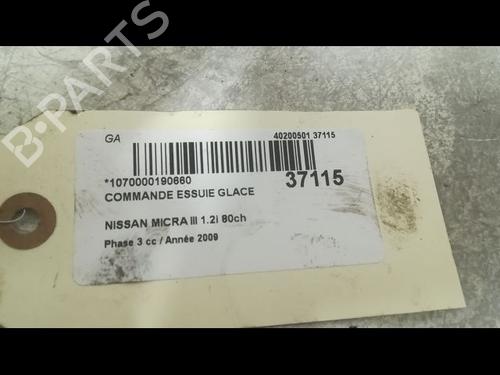 B-PARTS
GA
40200501 37115
*1070000190660
37115
COMMANDE ESSUIE GLACE
NISSAN MICRA III 1.2i 80ch
Phase 3 cc / Année 2009